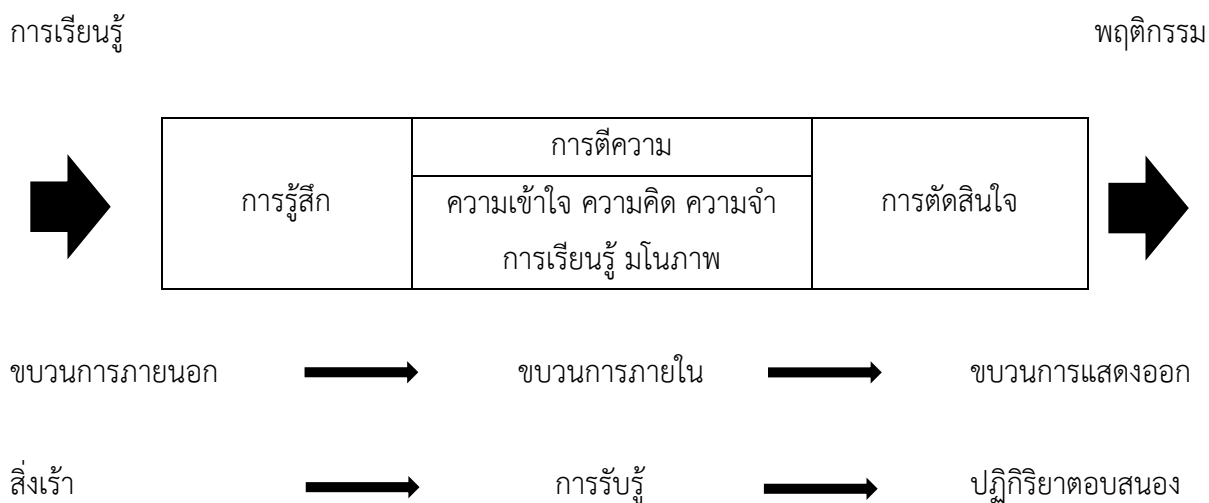 การเรียนรู้ พฤติกรรม
การตีความ
การรู้สึก ความเข้าใจ ความคิด ความจำ การตัดสินใจ
การเรียนรู้ มโนภาพ
ขบวนการภายนอก ขบวนการภายใน ขบวนการแสดงออก
สิ่งเร้า การรับรู้ ปฏิกิริยาตอบสนอง